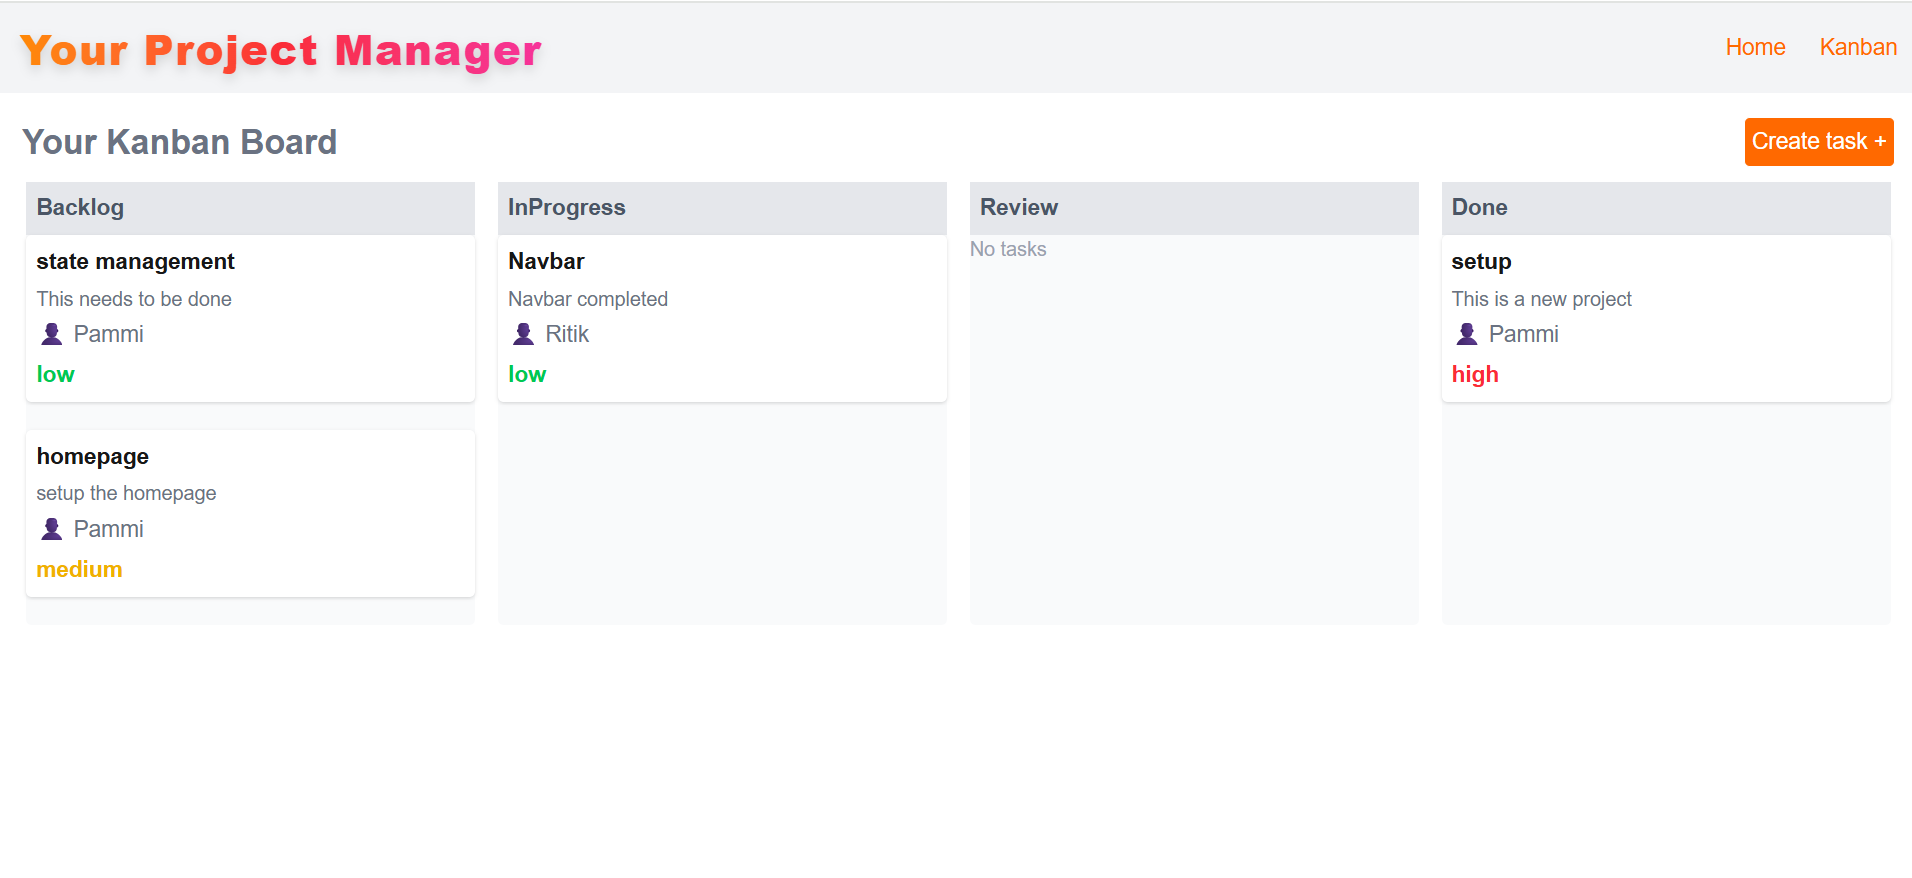 Your Project Manager
Home
Kanban
Your Kanban Board
Create task +
Backlog
state management
This needs to be done
Pammi
low
homepage
setup the homepage
Pammi
medium
InProgress
Navbar
Navbar completed
Ritik
low
Review
No tasks
Done
setup
This is a new project
Pammi
high